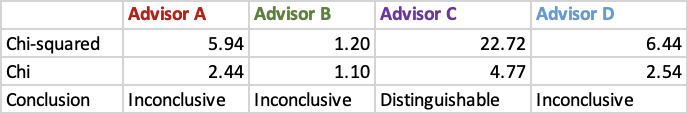 Advisor A Advisor B Advisor C Advisor D
Chi-squared 5.94 1.20 22.72 6.44
Chi 2.44 1.10 4.77 2.54
Conclusion Inconclusive Inconclusive Distinguishable Inconclusive